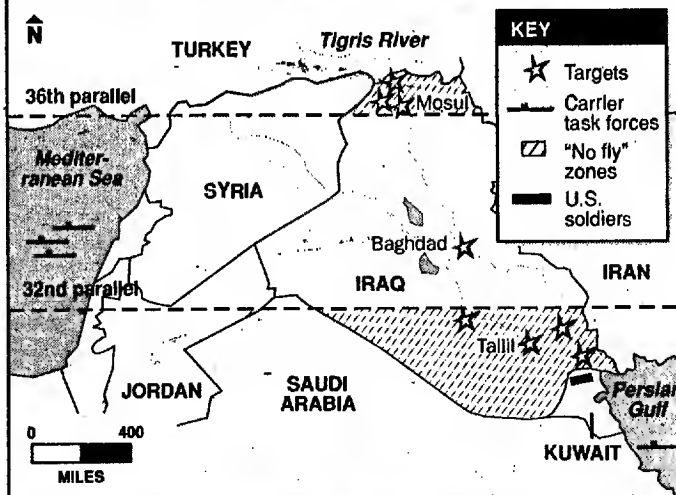 N
TURKEY
Tigris River
36th parallel
Mosul
Mediter-
ranean Sea
SYRIA
Baghdad
IRAQ
IRAN
32nd parallel
Tallil
JORDAN
SAUDI
ARABIA
Persian
Gulf
KUWAIT
0 400
MILES
KEY
Targets
Carrier
task forces
"No fly"
zones
U.S.
soldiers